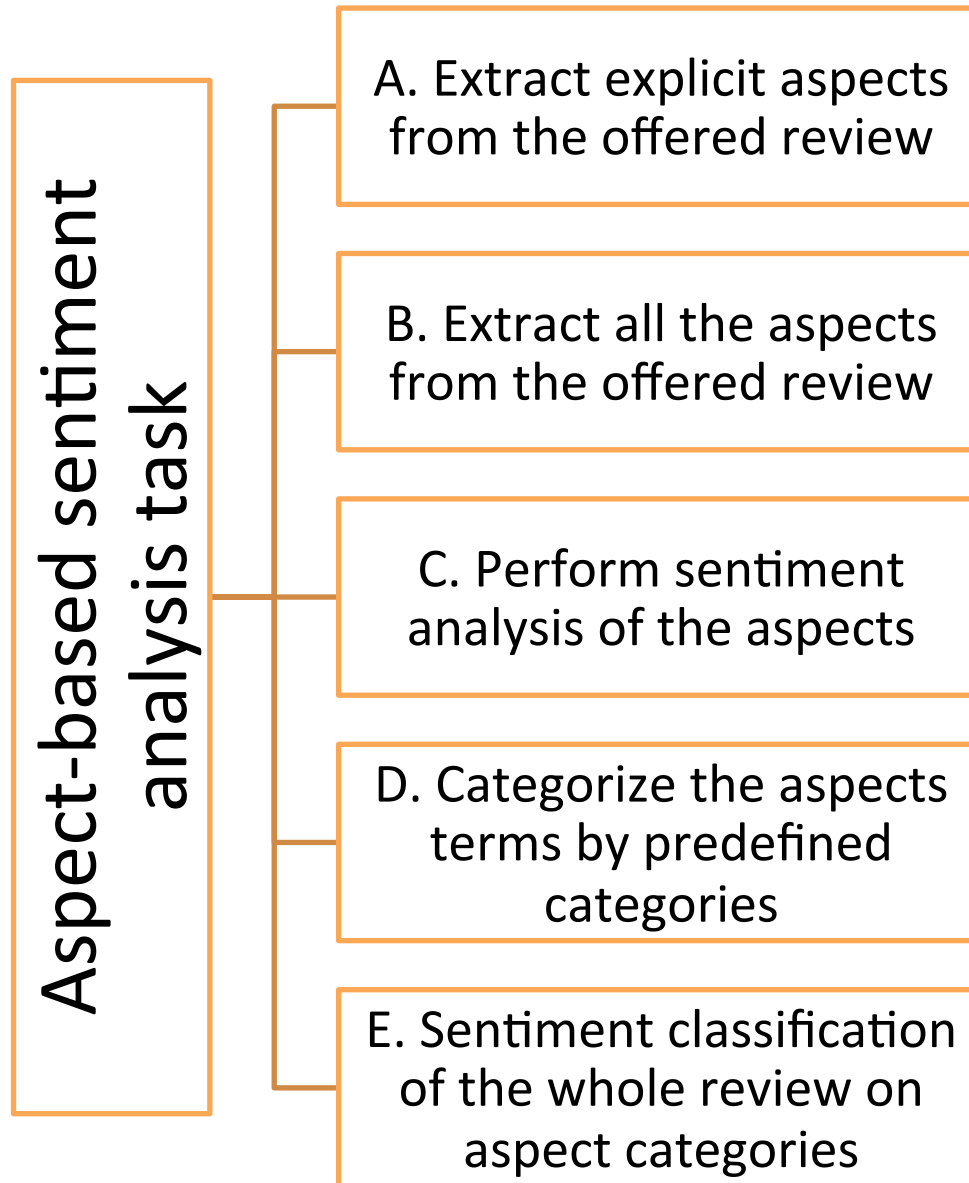 Aspect-based sentiment
analysis task
A. Extract explicit aspects
from the offered review
B. Extract all the aspects
from the offered review
C. Perform sentiment
analysis of the aspects
D. Categorize the aspects
terms by predefined
categories
E. Sentiment classification
of the whole review on
aspect categories